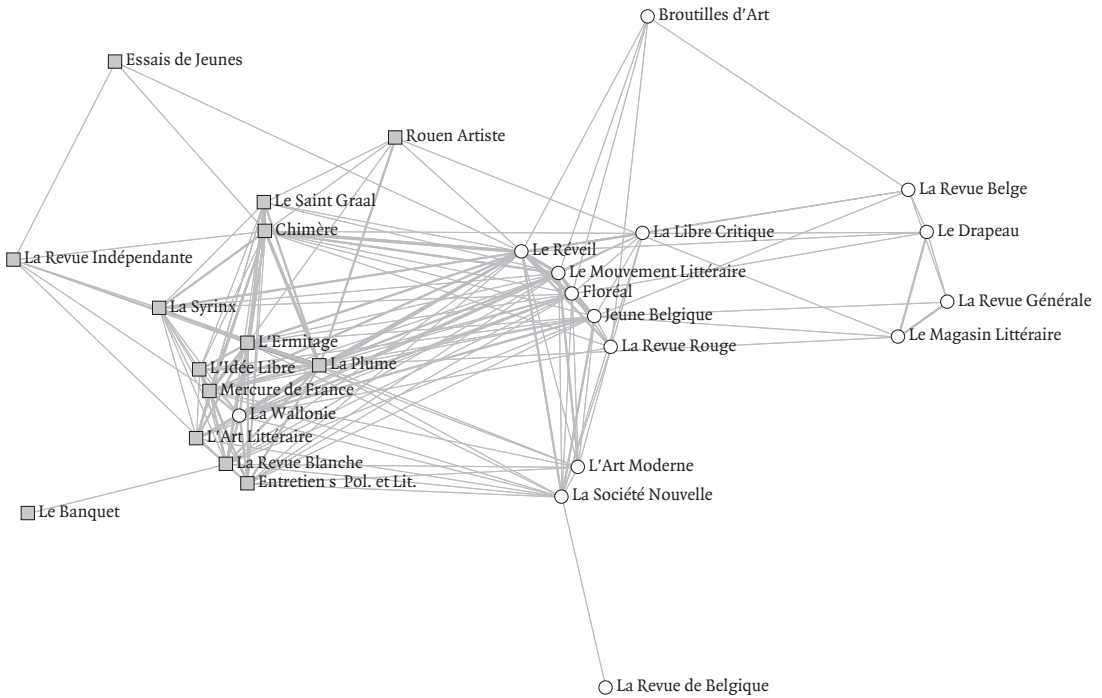 Broutilles d'Art
Essais de Jeunes
Rouen Artiste
La Revue Belge
Le Saint Graal
Chimère
La Libre Critique
Le Drapeau
Le Réveil
La Revue Indépendante
Le Mouvement Littéraire
Floréal
La Revue Générale
La Syrinx
Jeune Belgique
Le Magasin Littéraire
L'Ermitage
La Revue Rouge
La Plume
L'Idée Libre
Mercure de France
La Wallonie
L'Art Littéraire
La Revue Blanche
L'Art Moderne
Entretien s Pol. et Lit.
La Société Nouvelle
Le Banquet
La Revue de Belgique